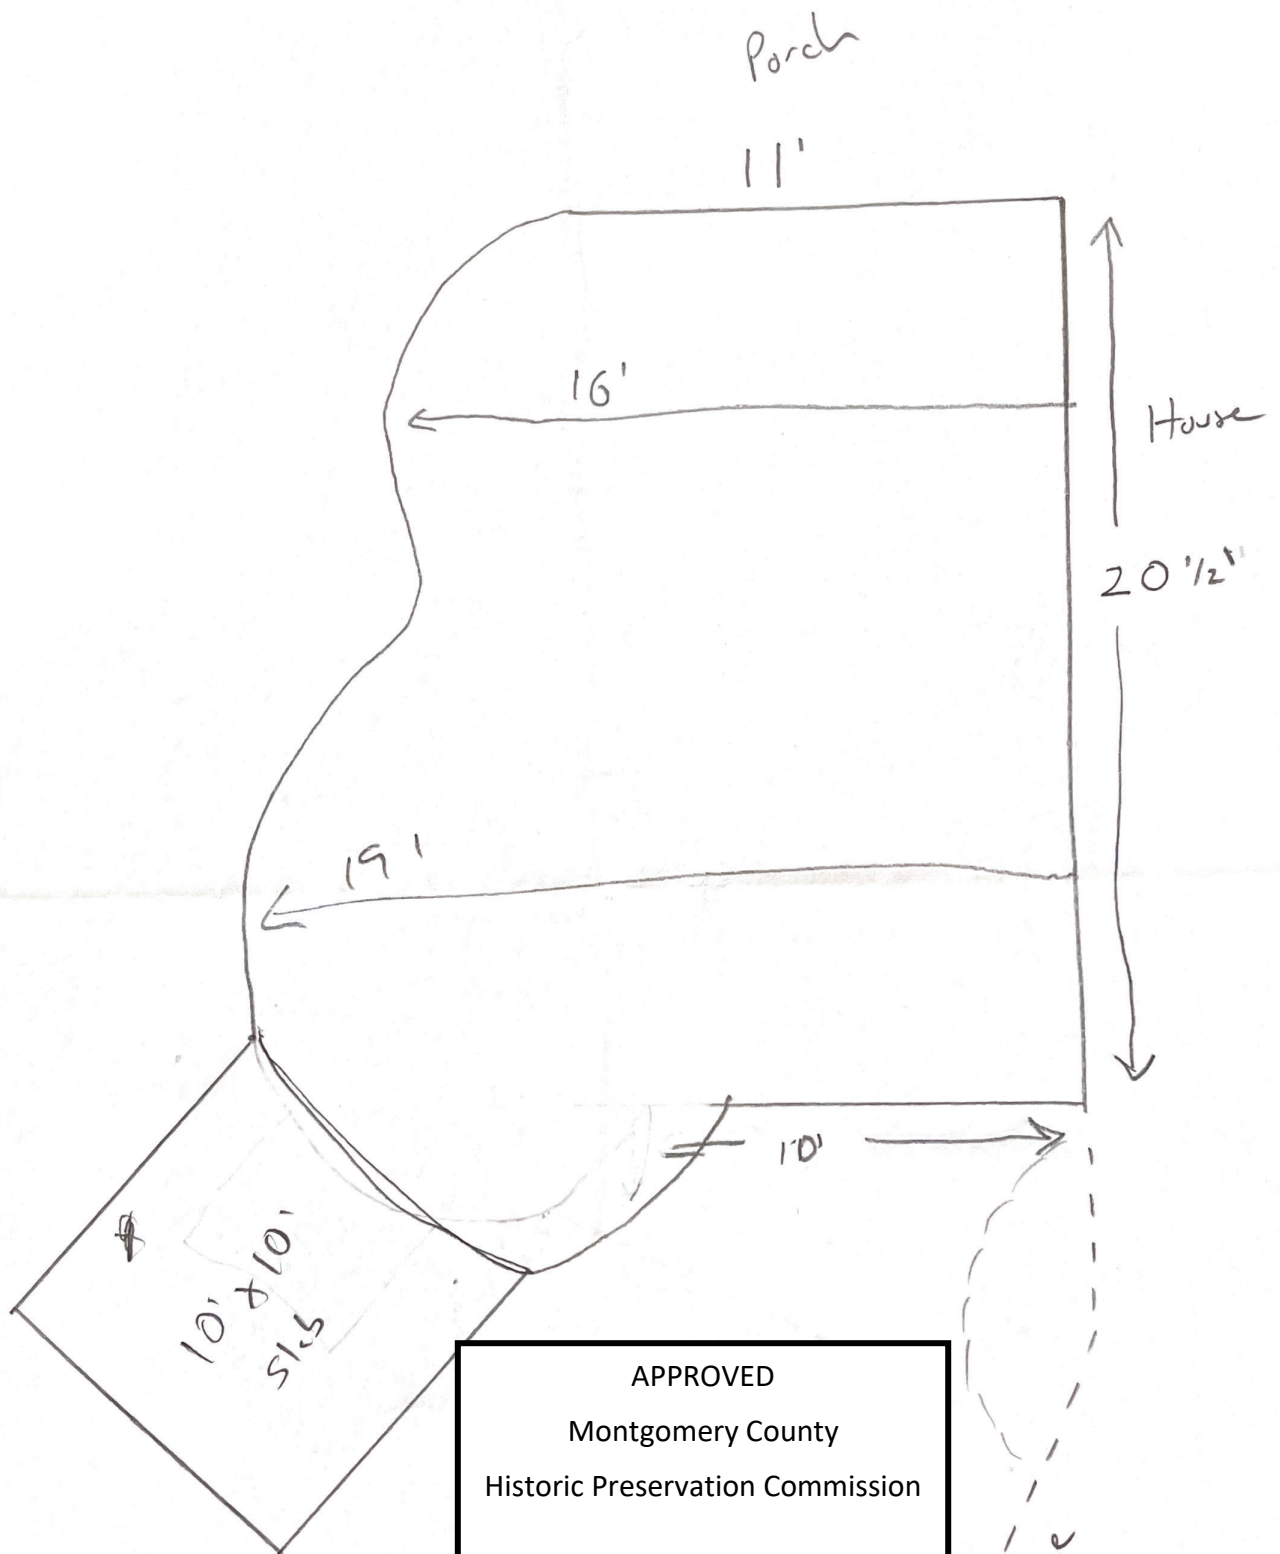 Porch
11'
16'
House
20 1/2'
19'
10'
10' x 10'
Slab
APPROVED
Montgomery County
Historic Preservation Commission